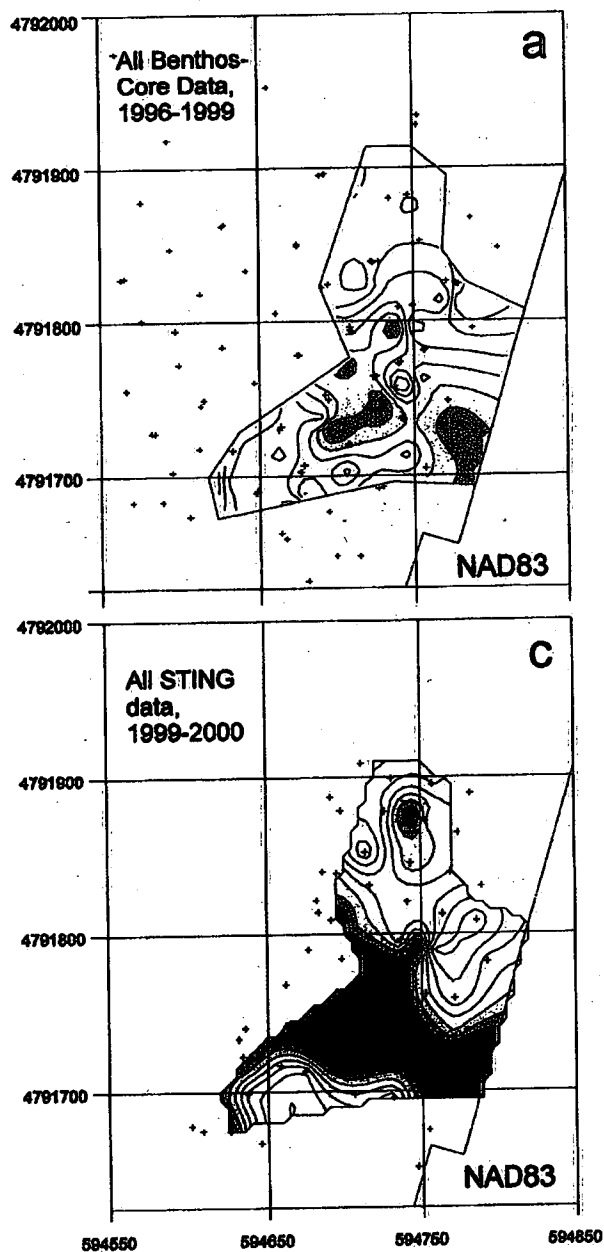 4792000
a
All Benthos-
Core Data,
1996-1999
4791900
4791800
4791700
NAD83
4792000
c
All STING
data,
1999-2000
4791900
4791800
4791700
NAD83
594550
594650
594750
594850